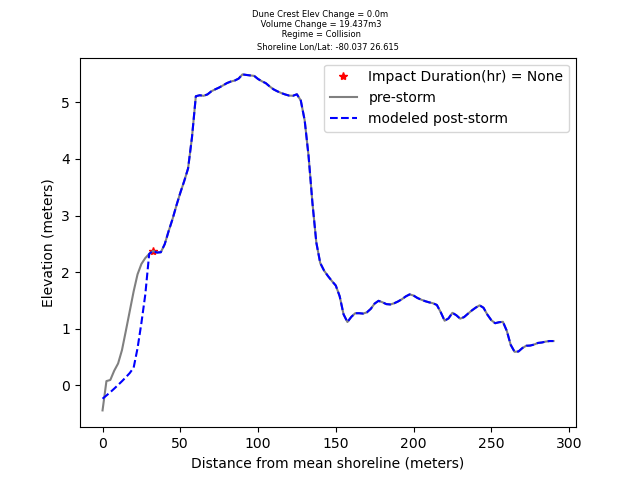 Dune Crest Elev Change = 0.0m
Volume Change = 19.437m3
Regime = Collision
Shoreline Lon/Lat: -80.037 26.615
Impact Duration(hr) = None
pre-storm
modeled post-storm
Elevation (meters)
5
4
3
2
1
0
0 50 100 150 200 250 300
Distance from mean shoreline (meters)